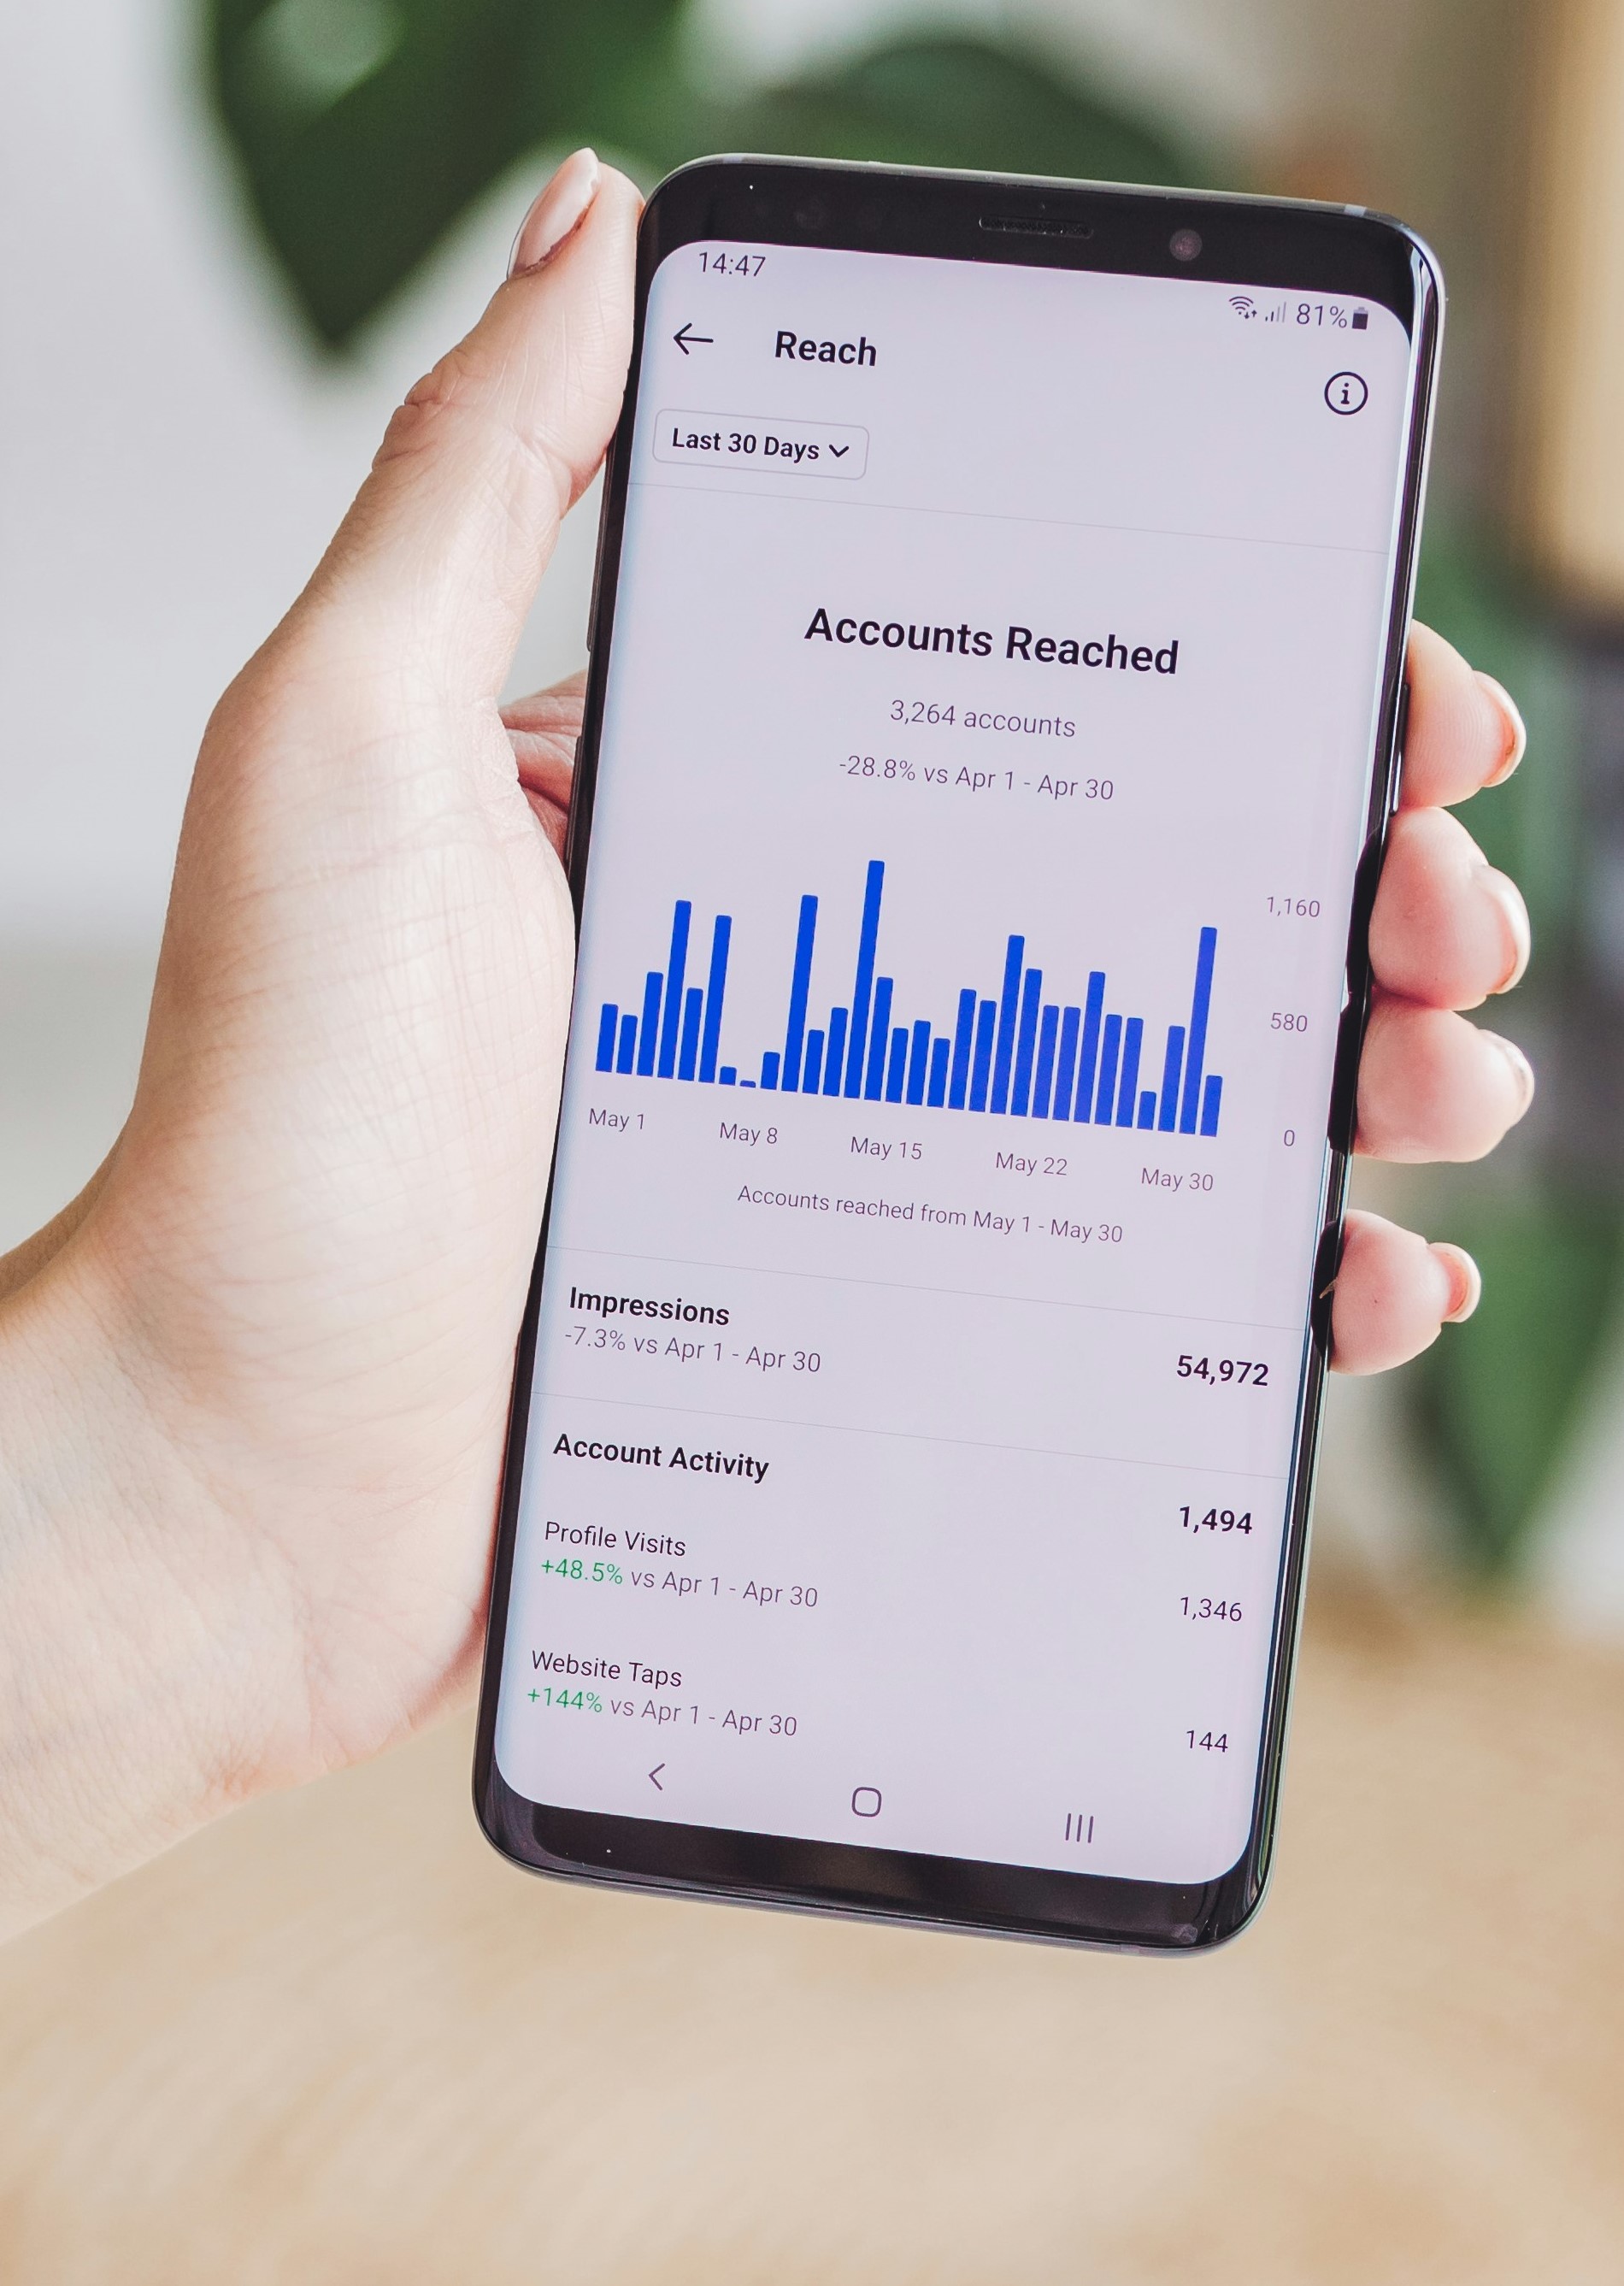 14:47
81%
Reach
Last 30 Days
Accounts Reached
3,264 accounts
-28.8% vs Apr 1 - Apr 30
1,160
580
0
May 1 May 8 May 15 May 22 May 30
Accounts reached from May 1 - May 30
Impressions
-7.3% vs Apr 1 - Apr 30
54,972
Account Activity
1,494
Profile Visits
+48.5% vs Apr 1 - Apr 30
1,346
Website Taps
+144% vs Apr 1 - Apr 30
144